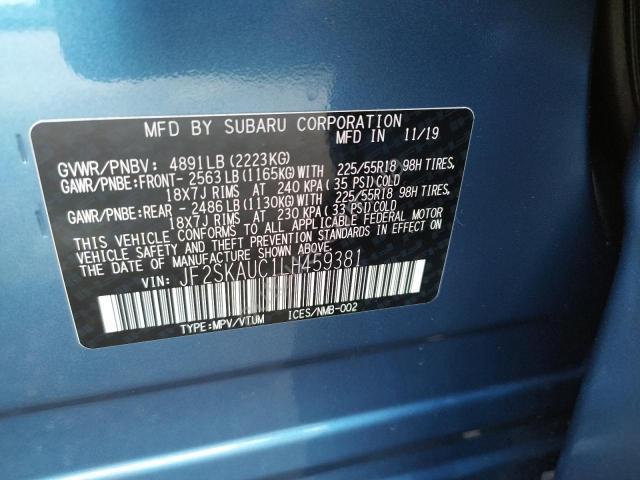 MFD BY SUBARU CORPORATION
MFD IN 11/19
GVWR/PNBV: 4891LB(2223KG)
GAWR/PNBE:FRONT- 2563LB(1165KG)WITH 225/55R18 98H TIRES,
18X7J RIMS AT 240 KPA(35 PSI)COLD
GAWR/PNBE:REAR - 2486LB(1130KG)WITH 225/55R18 98H TIRES,
18X7J RIMS AT 230 KPA(33 PSI)COLD
THIS VEHICLE CONFORMS TO ALL APPLICABLE FEDERAL MOTOR
VEHICLE SAFETY AND THEFT PREVENTION STANDARDS IN EFFECT ON
THE DATE OF MANUFACTURE SHOWN ABOVE.
VIN: JF2SKAUC1LH459381
TYPE:MPV/VTUM ICES/NMB-002